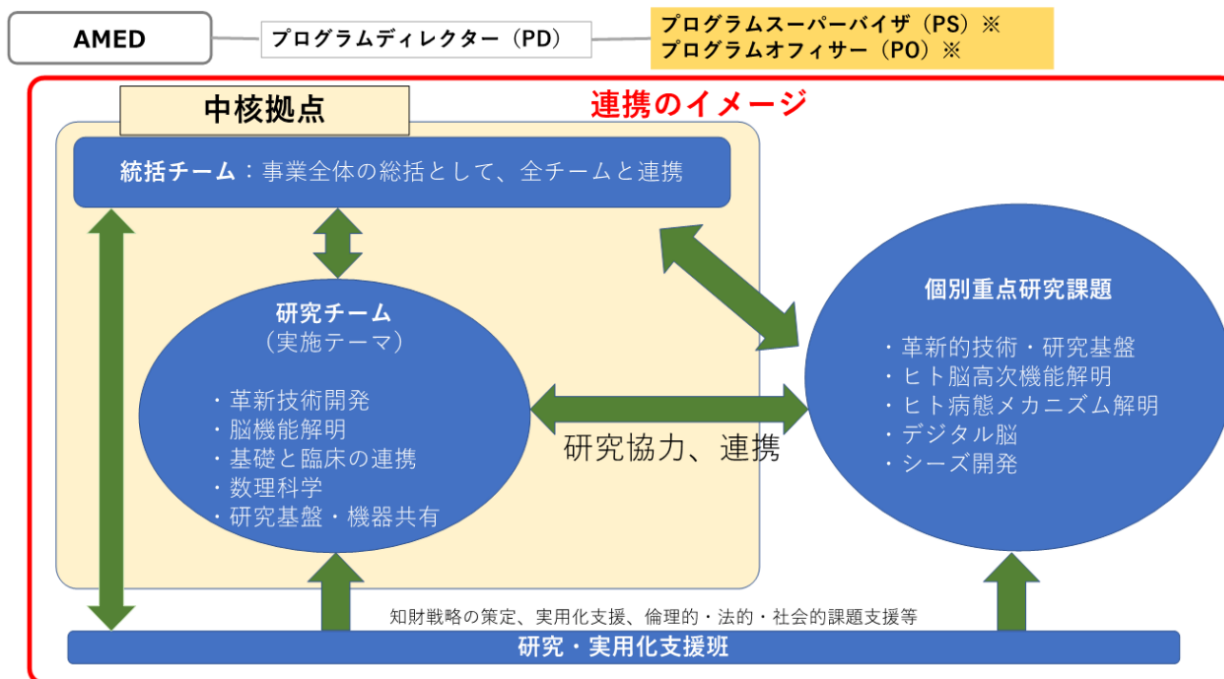 AMED
プログラムディレクター（PD）
プログラムスーパーバイザ（PS）※
プログラムオフィサー（PO）※
連携のイメージ
中核拠点
統括チーム：事業全体の総括として、全チームと連携
研究チーム
（実施テーマ）
・革新技術開発
・脳機能解明
・基礎と臨床の連携
・数理科学
・研究基盤・機器共有
研究協力、連携
個別重点研究課題
・革新的技術・研究基盤
・ヒト脳高次機能解明
・ヒト病態メカニズム解明
・デジタル脳
・シーズ開発
知財戦略の策定、実用化支援、倫理的・法的・社会的課題支援等
研究・実用化支援班